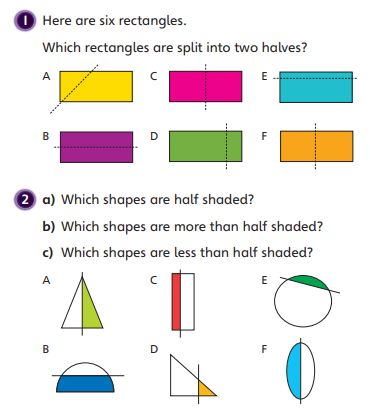 1 Here are six rectangles.
Which rectangles are split into two halves?
A C E
B D F
2 a) Which shapes are half shaded?
b) Which shapes are more than half shaded?
c) Which shapes are less than half shaded?
A C E
B D F